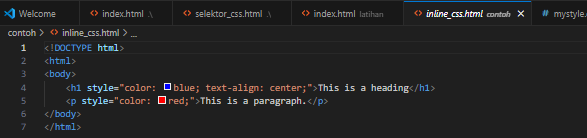 Welcome index.html .\ selektor_css.html index.html latihan inline_css.html contoh mystyle.
contoh > inline_css.html > ...
1 <!DOCTYPE html>
2 <html>
3 <body>
4 <h1 style="color: blue; text-align: center;">This is a heading</h1>
5 <p style="color: red;">This is a paragraph.</p>
6 </body>
7 </html>